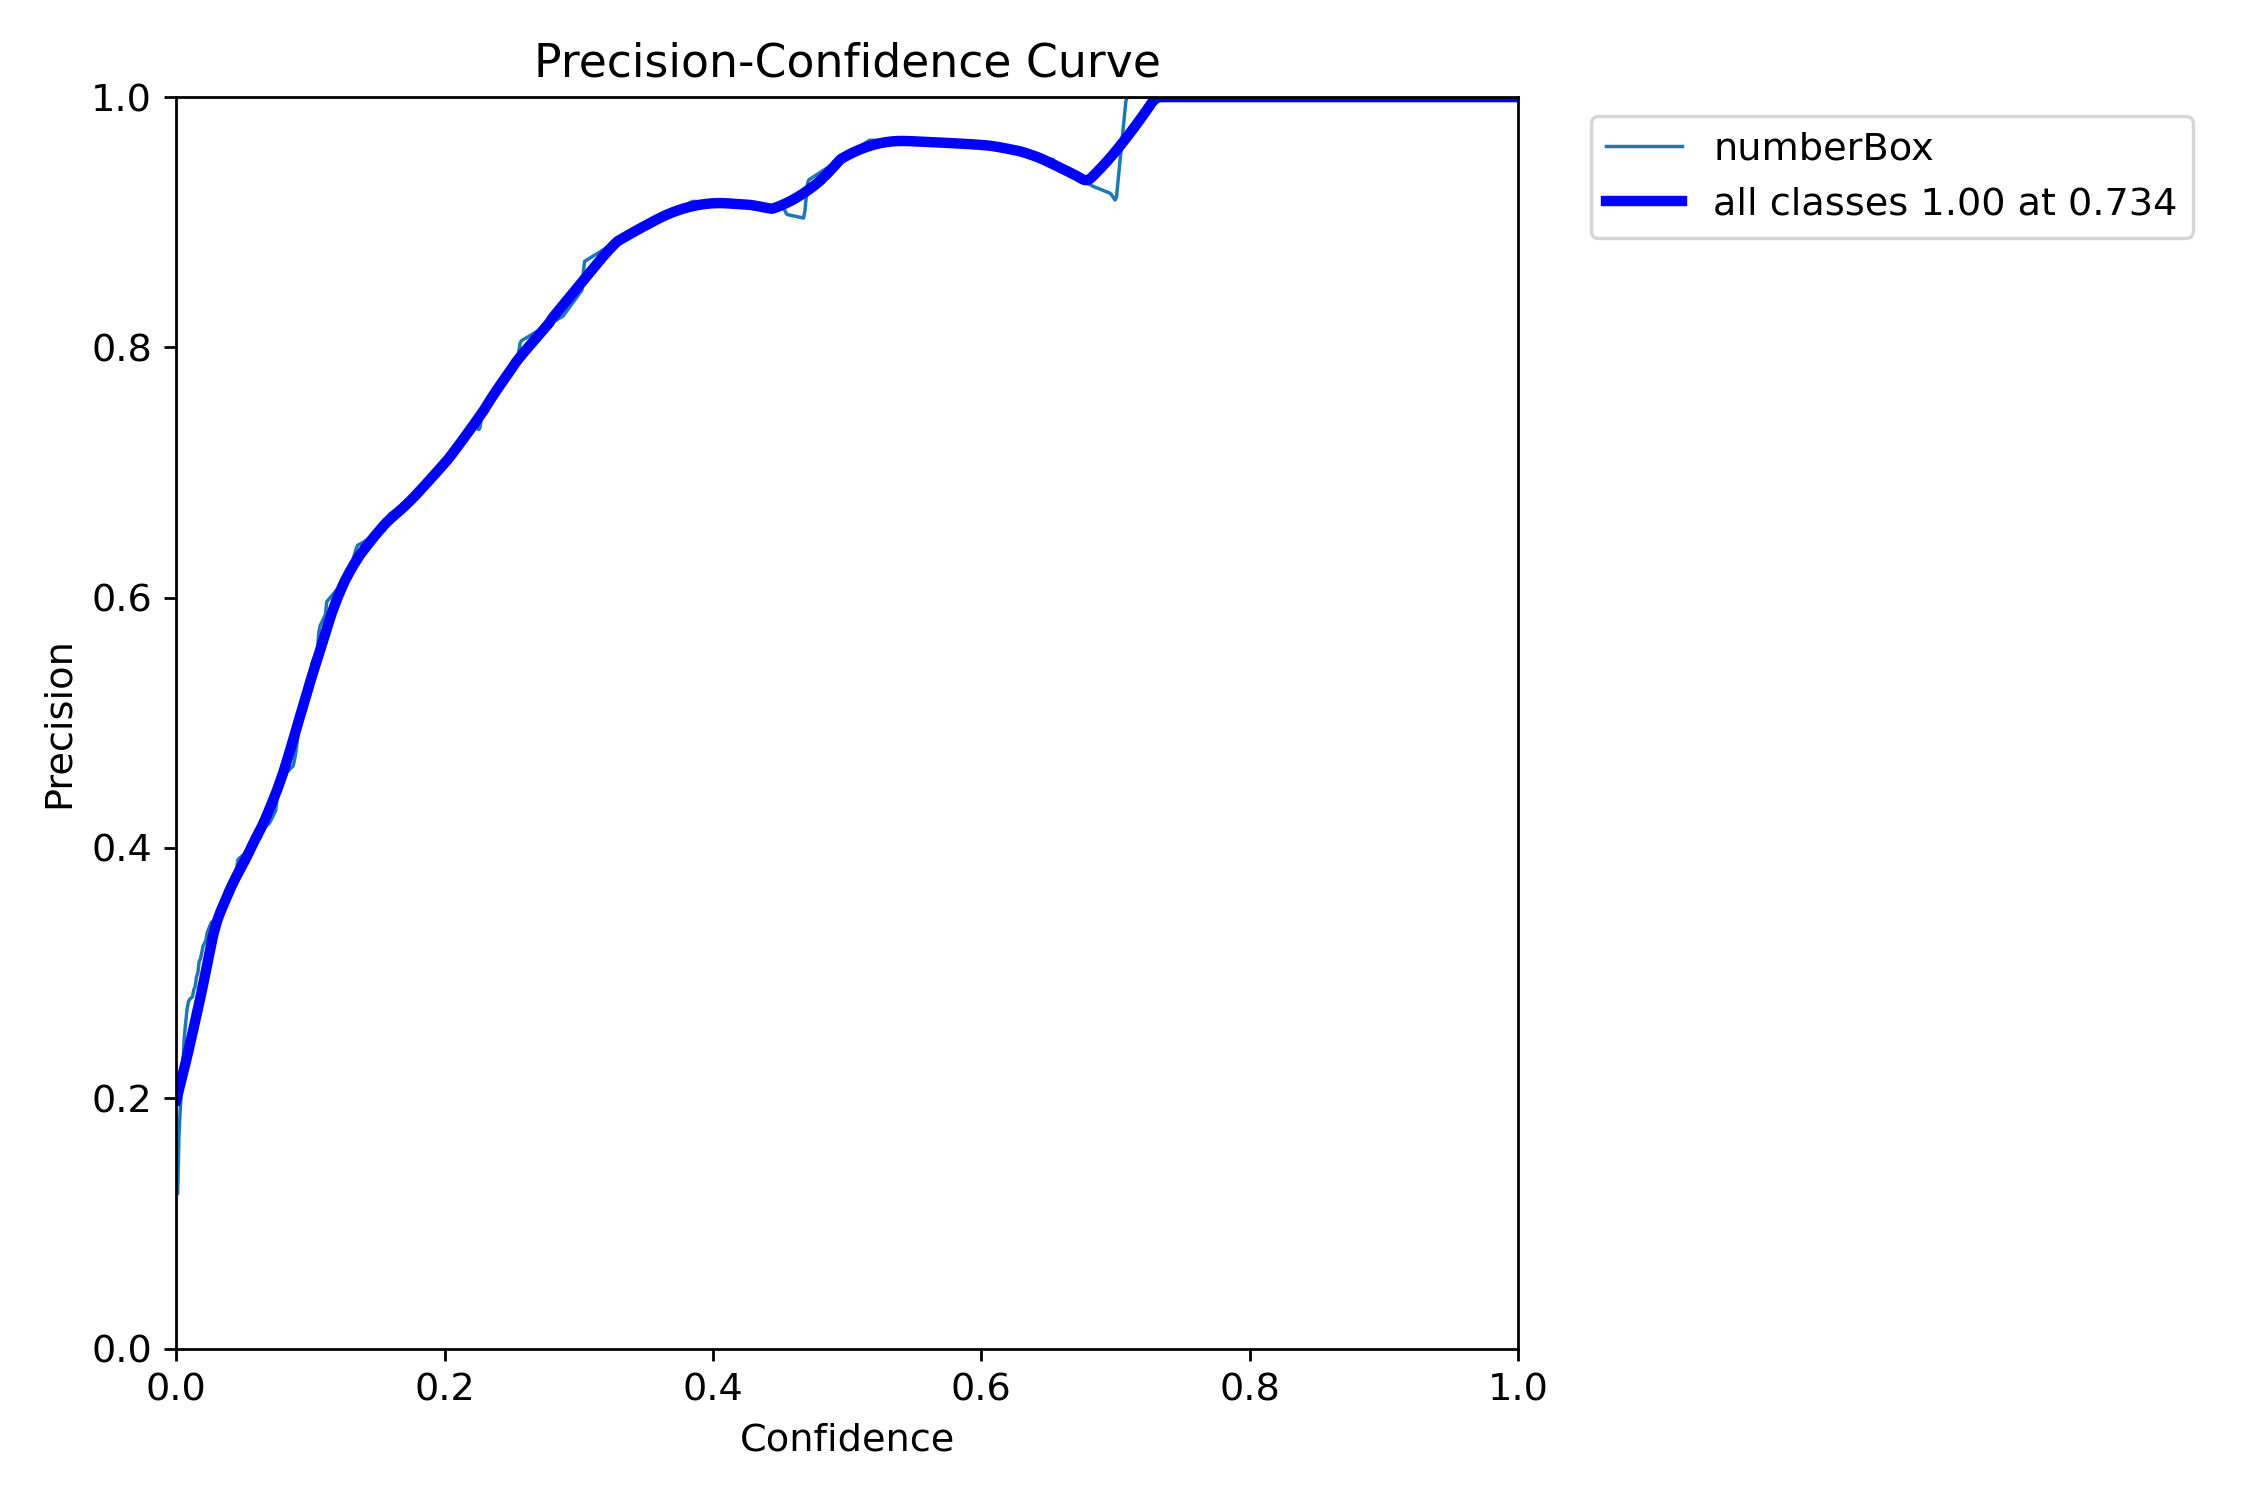 Precision-Confidence Curve
1.0
0.8
0.6
0.4
0.2
0.0
Precision
0.0 0.2 0.4 0.6 0.8 1.0
Confidence
numberBox
all classes 1.00 at 0.734